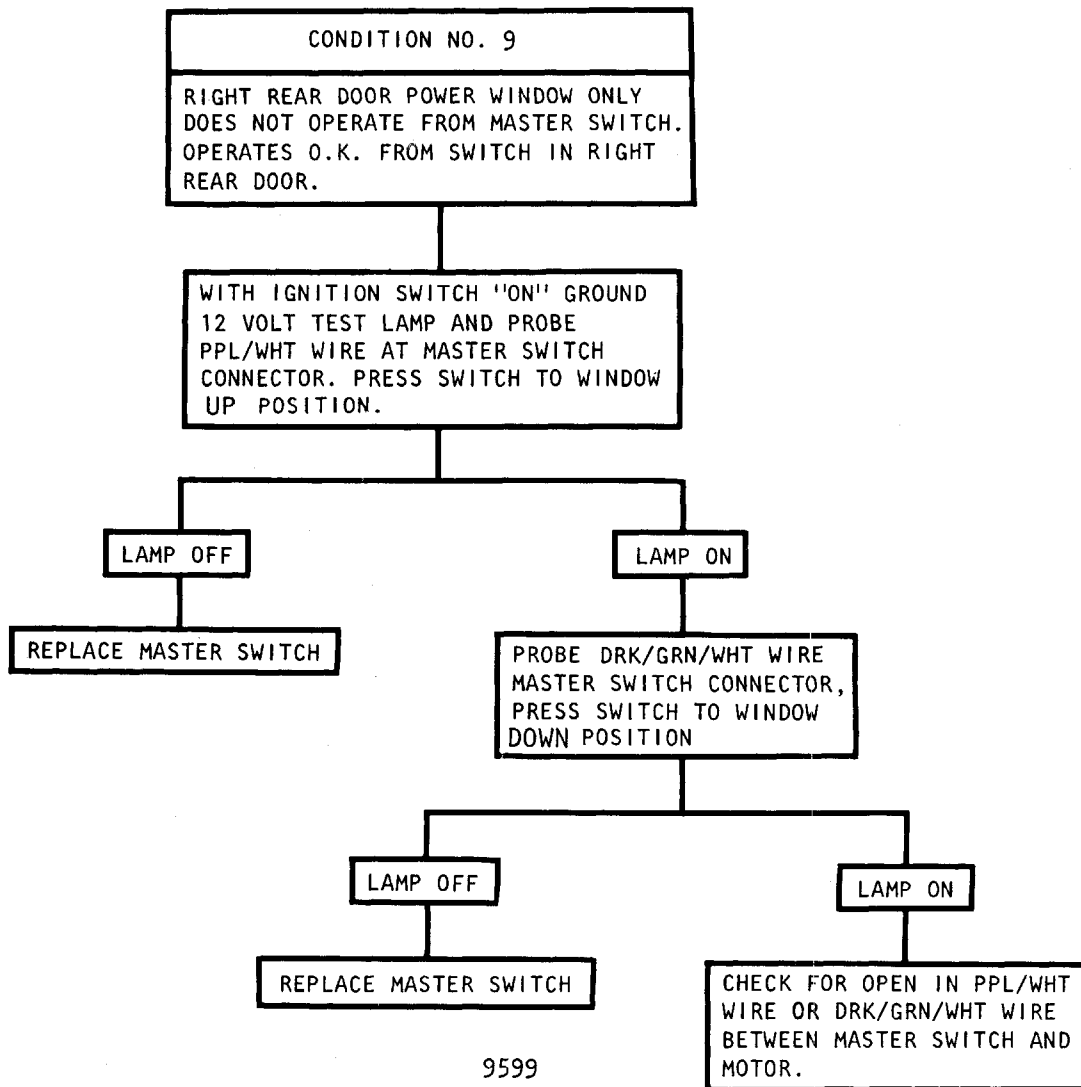 CONDITION NO. 9
RIGHT REAR DOOR POWER WINDOW ONLY
DOES NOT OPERATE FROM MASTER SWITCH.
OPERATES O.K. FROM SWITCH IN RIGHT
REAR DOOR.
WITH IGNITION SWITCH "ON" GROUND
12 VOLT TEST LAMP AND PROBE
PPL/WHT WIRE AT MASTER SWITCH
CONNECTOR. PRESS SWITCH TO WINDOW
UP POSITION.
LAMP OFF
LAMP ON
REPLACE MASTER SWITCH
PROBE DRK/GRN/WHT WIRE
MASTER SWITCH CONNECTOR,
PRESS SWITCH TO WINDOW
DOWN POSITION
LAMP OFF
LAMP ON
REPLACE MASTER SWITCH
CHECK FOR OPEN IN PPL/WHT
WIRE OR DRK/GRN/WHT WIRE
BETWEEN MASTER SWITCH AND
MOTOR.
9599